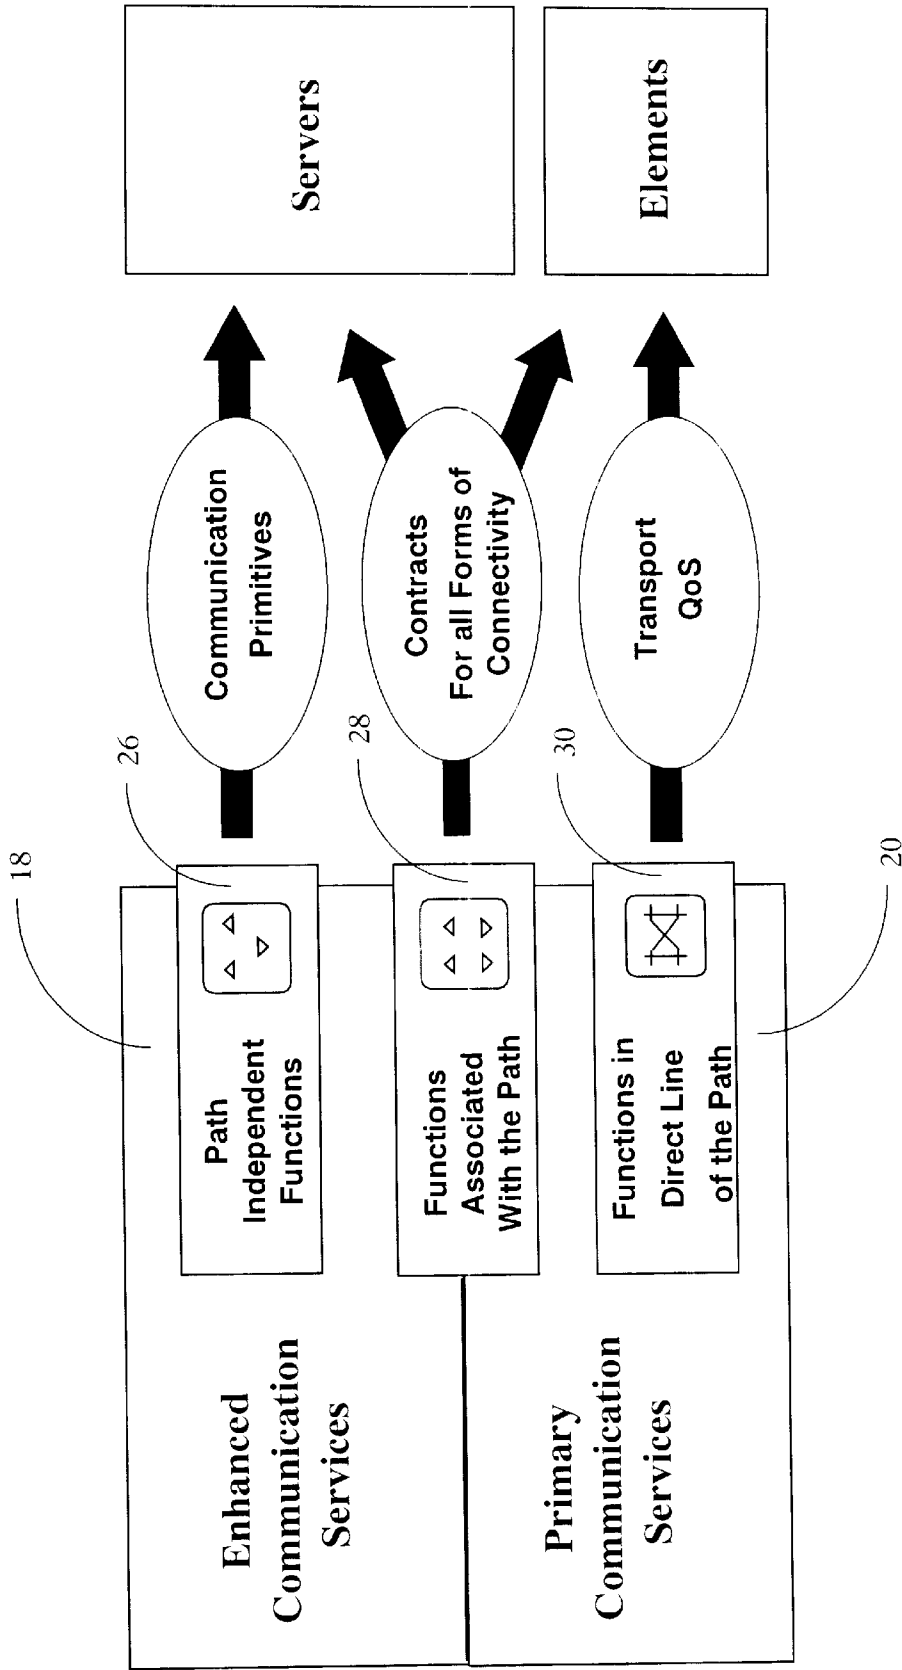 Enhanced
Communication
Services
Primary
Communication
Services
18
20
Path
Independent
Functions
26
Functions
Associated
With the Path
28
Functions in
Direct Line
of the Path
30
Communication
Primitives
Contracts
For all Forms of
Connectivity
Transport
QoS
Servers
Elements